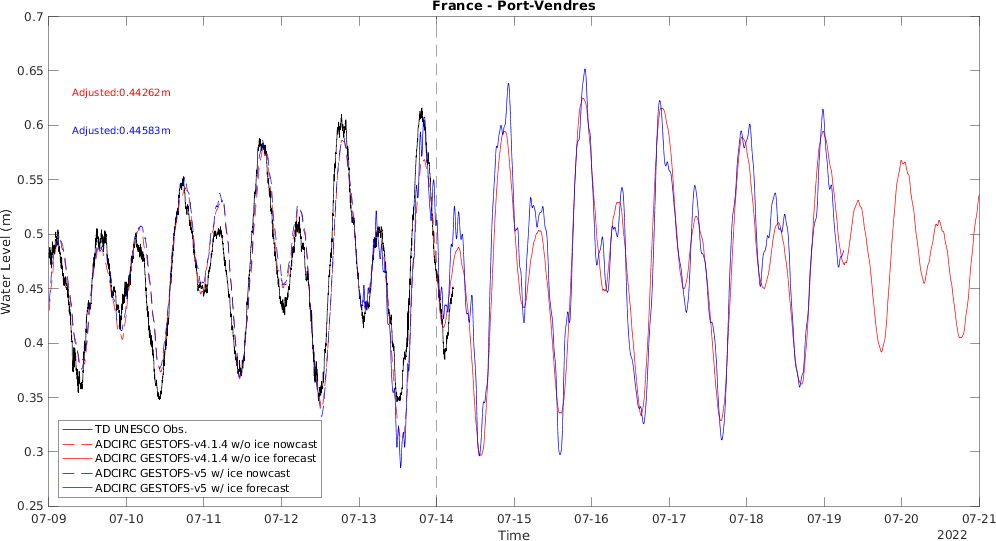 France - Port-Vendres
0.7
0.65
0.6
0.55
0.5
0.45
0.4
0.35
0.3
0.25
Water Level (m)
Adjusted:0.44262m
Adjusted:0.44583m
TD UNESCO Obs.
ADCIRC GESTOFS-v4.1.4 w/o ice nowcast
ADCIRC GESTOFS-v4.1.4 w/o ice forecast
ADCIRC GESTOFS-v5 w/ ice nowcast
ADCIRC GESTOFS-v5 w/ ice forecast
07-09 07-10 07-11 07-12 07-13 07-14 07-15 07-16 07-17 07-18 07-19 07-20 07-21
Time
2022